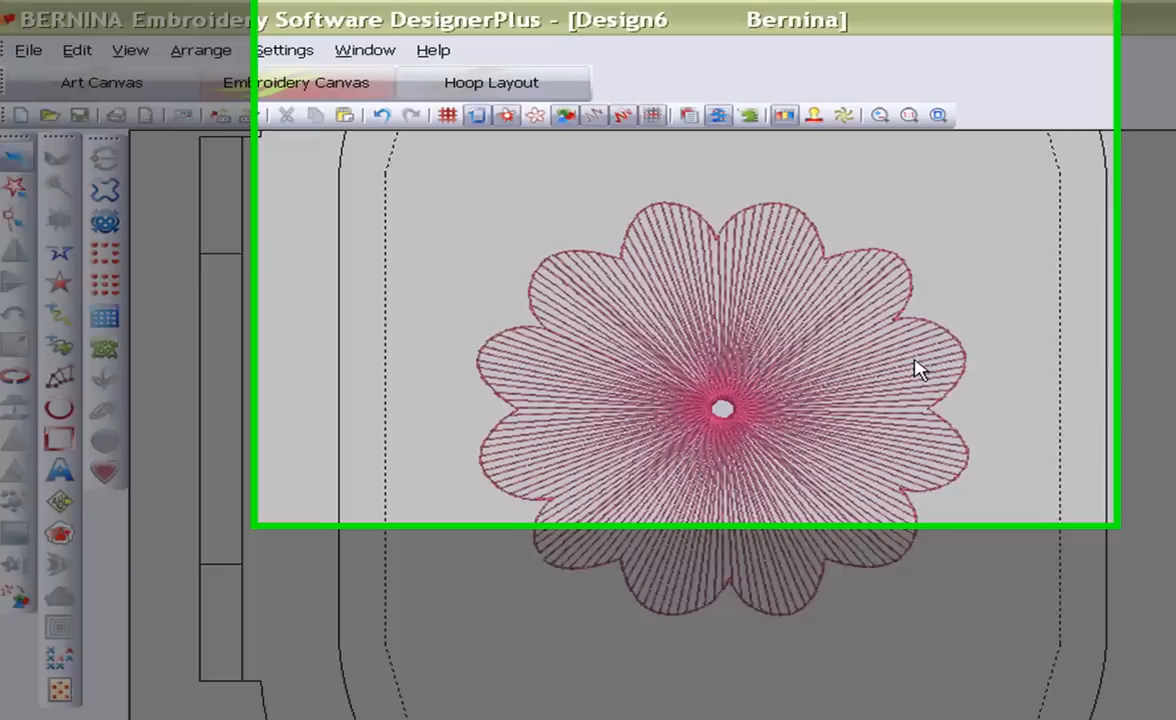 BERNINA Embroidery Software DesignerPlus - [Design6 Bernina]
File Edit View Arrange Settings Window Help
Art Canvas Embroidery Canvas Hoop Layout